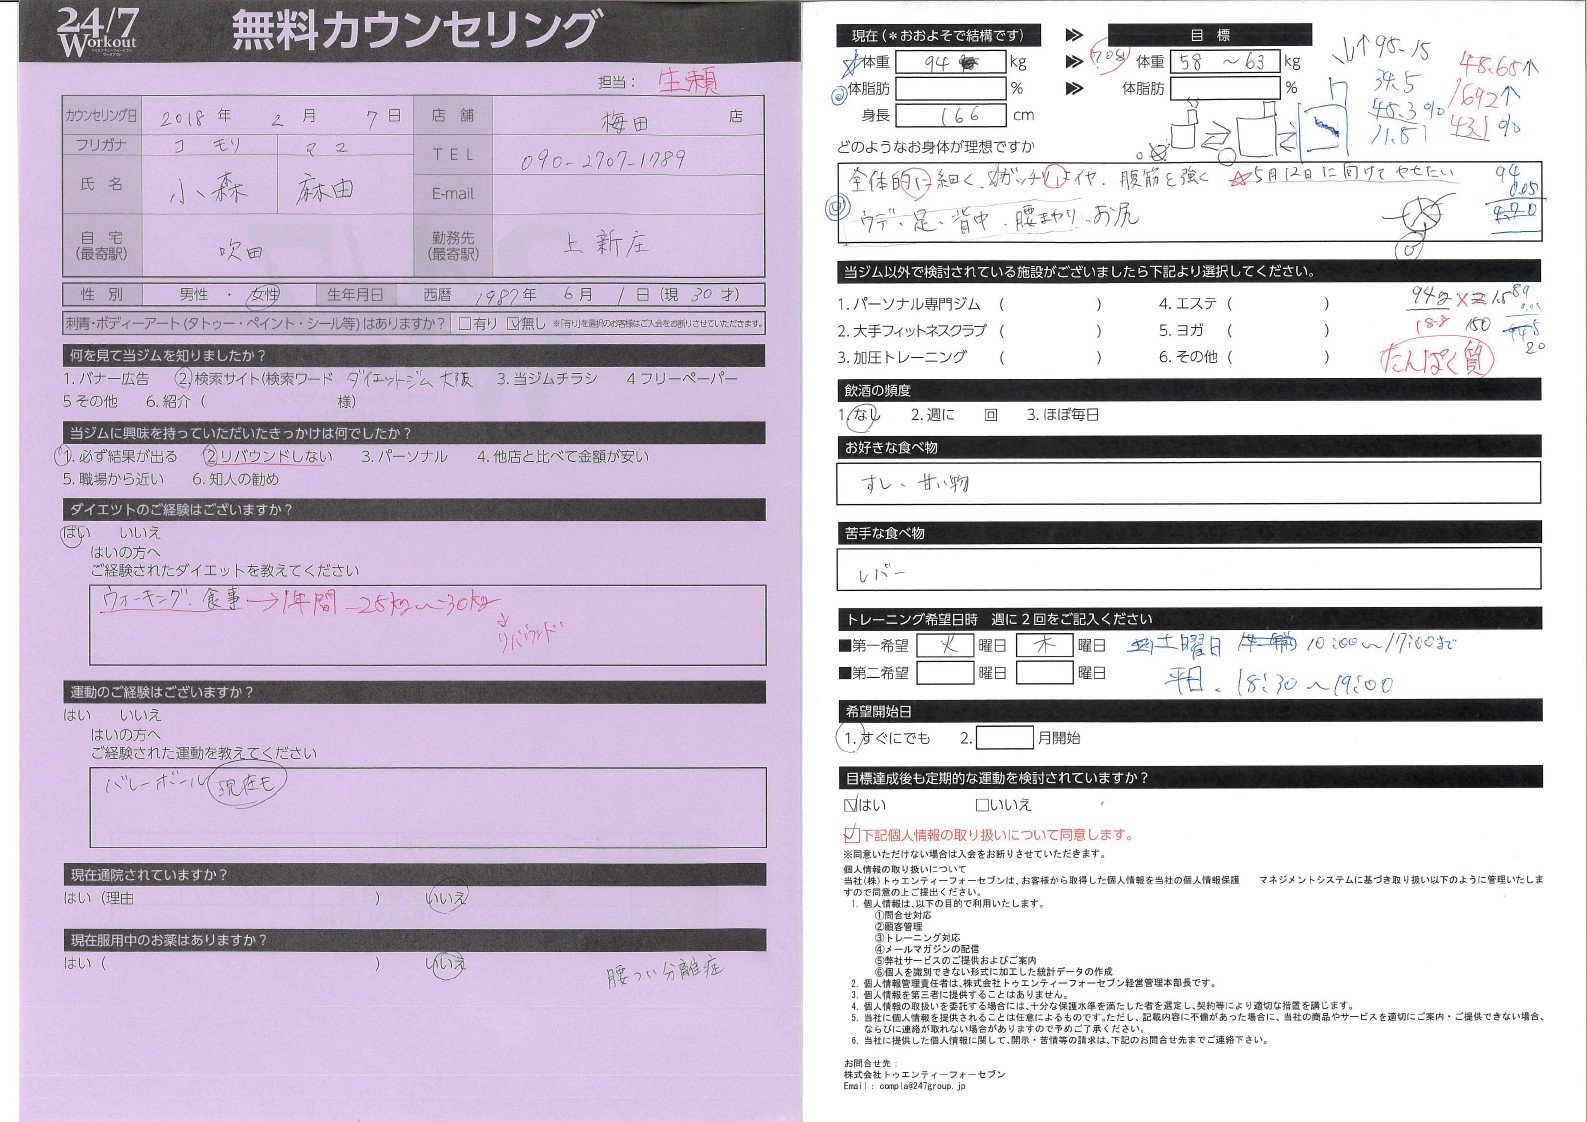 24/7
Workout
トゥエンティーフォーセブン
ワークアウト
無料カウンセリング
担当： 生頼
カウンセリング日 2018 年 2 月 7 日 店舗 梅田 店
フリガナ コモリ マユ
TEL 090-2707-1789
氏名 小森 麻由
E-mail
自宅(最寄駅) 吹田 勤務先(最寄駅) 上新庄
性別 男性 ・ 女性 生年月日 西暦 1987年 6月 1日(現 30才)
刺青・ボディーアート(タトゥー・ペイント・シール等)はありますか？ □有り ☑無し ※「有り」を選択のお客様はご入会をお断りさせていただきます。
何を見て当ジムを知りましたか？
1. バナー広告 2. 検索サイト(検索ワード ダイエットジム 大阪 3. 当ジムチラシ 4 フリーペーパー
5 その他 6. 紹介（ 様）
当ジムに興味を持っていただいたきっかけは何でしたか？
1. 必ず結果が出る 2 リバウンドしない 3. パーソナル 4. 他店と比べて金額が安い
5. 職場から近い 6. 知人の勧め
ダイエットのご経験はございますか？
はい いいえ
はいの方へ
ご経験されたダイエットを教えてください
ウォーキング・食事→1年間 -25kg〜-30kg
↓
リバウンド
運動のご経験はございますか？
はい いいえ
はいの方へ
ご経験された運動を教えてください
バレーボール 現在も
現在通院されていますか？
はい（理由 ） いいえ
現在服用中のお薬はありますか？
はい（ ） いいえ
腰つい分離症
現在(＊おおよそで結構です) 目標
体重 94 kg 体重 58 〜63 kg
体脂肪 % 体脂肪 %
身長 166 cm
↑95-15
34.5
48.3%
11.51
48.65↑
1692↑
43.1%
どのようなお身体が理想ですか
全体的に細く、ガッチリはイヤ、腹筋を強く ☆5月12日に向けてやせたい
ウデ・足・背中・腰まわり・お尻
94
0.05
4.70
当ジム以外で検討されている施設がございましたら下記より選択してください。
1. パーソナル専門ジム （ ） 4. エステ （ ）
2. 大手フィットネスクラブ （ ） 5. ヨガ （ ）
3. 加圧トレーニング （ ） 6. その他 （ ）
188
150
20
たんぱく質
飲酒の頻度
1. なし 2. 週に 回 3. ほぼ毎日
お好きな食べ物
すし、甘い物
苦手な食べ物
レバー
トレーニング希望日時 週に2回をご記入ください
■第一希望 火 曜日 木 曜日 土曜日 10:00〜17:00まで
■第二希望 曜日 曜日 平日、18:30〜19:00
希望開始日
1. すぐにでも 2. 月開始
目標達成後も定期的な運動を検討されていますか？
☑はい □いいえ
☑下記個人情報の取り扱いについて同意します。
※同意いただけない場合は入会をお断りさせていただきます。
個人情報の取り扱いについて
当社(株)トゥエンティーフォーセブンは、お客様から取得した個人情報を当社の個人情報保護 マネジメントシステムに基づき取り扱い以下のように管理いたしま
すので同意の上ご提出ください。
1. 個人情報は、以下の目的で利用いたします。
①問合せ対応
②顧客管理
③トレーニング対応
④メールマガジンの配信
⑤弊社サービスのご提供およびご案内
⑥個人を識別できない形式に加工した統計データの作成
2. 個人情報管理責任者は、株式会社トゥエンティーフォーセブン経営管理本部長です。
3. 個人情報を第三者に提供することはありません。
4. 個人情報の取扱いを委託する場合には、十分な保護水準を満たした者を選定し、契約等により適切な措置を講じます。
5. 当社に個人情報を提供されることは任意によるものです。ただし、記載内容に不備があった場合に、当社の商品やサービスを適切にご案内・ご提供できない場合、
ならびに連絡が取れない場合がありますので予めご了承ください。
6. 当社に提供した個人情報に関して、開示・苦情等の請求は、下記のお問合せ先までご連絡下さい。
お問合せ先：
株式会社トゥエンティーフォーセブン
Email : compla@247group.jp